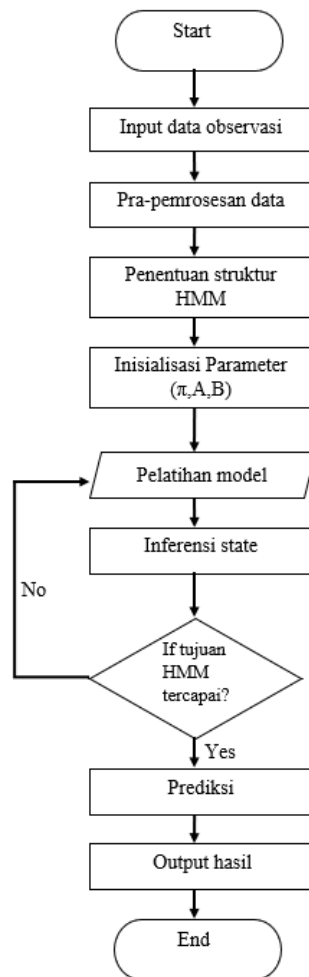 Start
Input data observasi
Pra-pemrosesan data
Penentuan struktur
HMM
Inisialisasi Parameter
(π,A,B)
Pelatihan model
Inferensi state
No
If tujuan
HMM
tercapai?
Yes
Prediksi
Output hasil
End